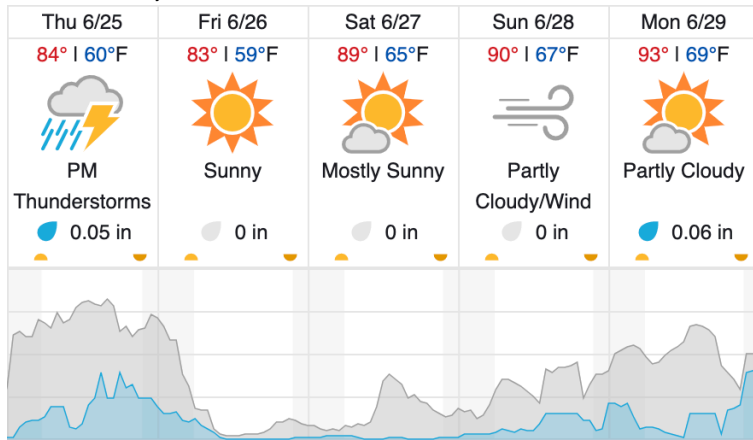 Thu 6/25
84° | 60°F
PM
Thunderstorms
0.05 in
Fri 6/26
83° | 59°F
Sunny
0 in
Sat 6/27
89° | 65°F
Mostly Sunny
0 in
Sun 6/28
90° | 67°F
Partly
Cloudy/Wind
0 in
Mon 6/29
93° | 69°F
Partly Cloudy
0.06 in